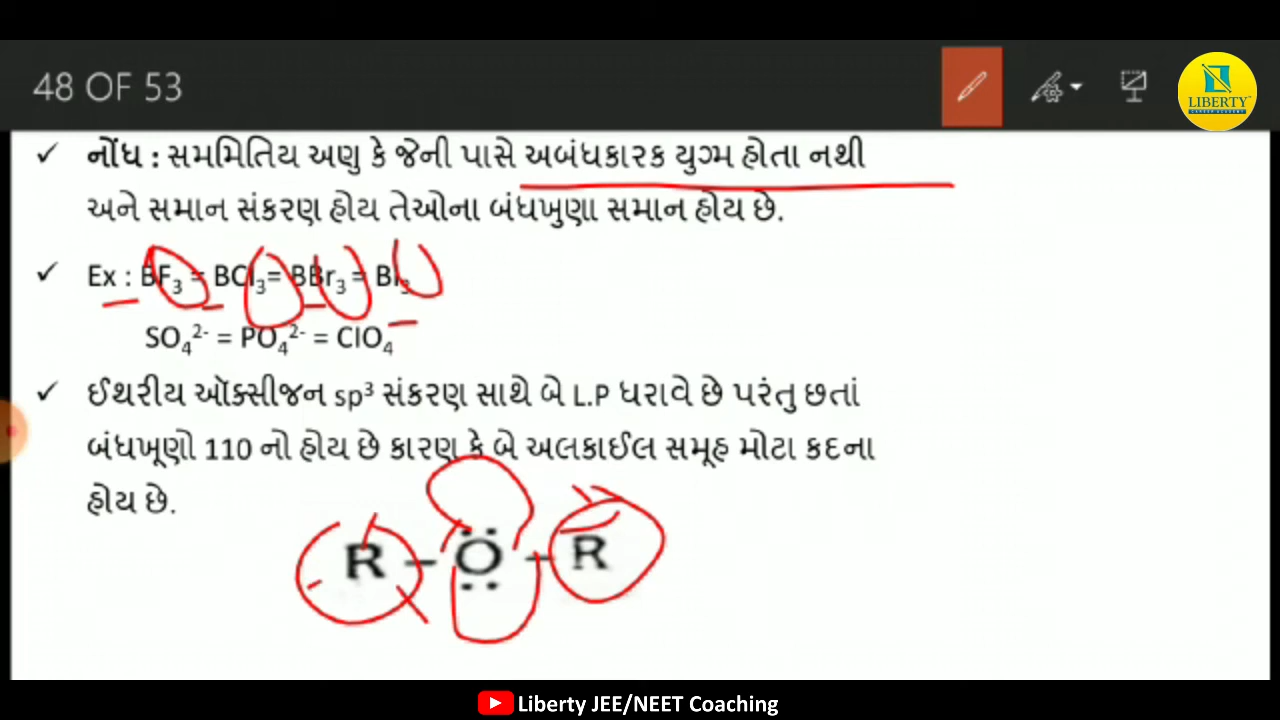 48 OF 53
LIBERTY
✓ નોંધ : સમમિતિય અણુ કે જેની પાસે અબંધકારક યુગ્મ હોતા નથી
અને સમાન સંકરણ હોય તેઓના બંધખુણા સમાન હોય છે.
✓ Ex : BF₃ = BCl₃= BBr₃ = BI₃
SO₄²⁻ = PO₄²⁻ = ClO₄
✓ ઈથરીય ઑક્સીજન sp³ સંકરણ સાથે બે L.P ધરાવે છે પરંતુ છતાં
બંધખૂણો 110 નો હોય છે કારણ કે બે અલકાઈલ સમૂહ મોટા કદના
હોય છે.
R – Ö – R
Liberty JEE/NEET Coaching